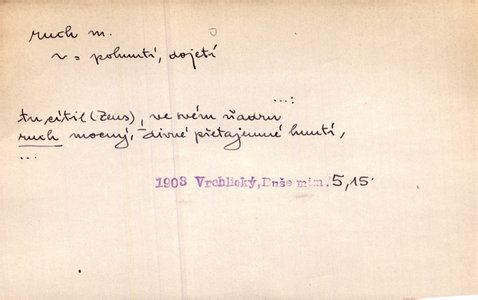 ruch m.
v = pohnutí, dojetí
...:
tu cítil (Zeus), ve svém ňadru
ruch mocný, divné přetajemné hnutí,
...
1903 Vrchlický, Duše mim. 5,15.